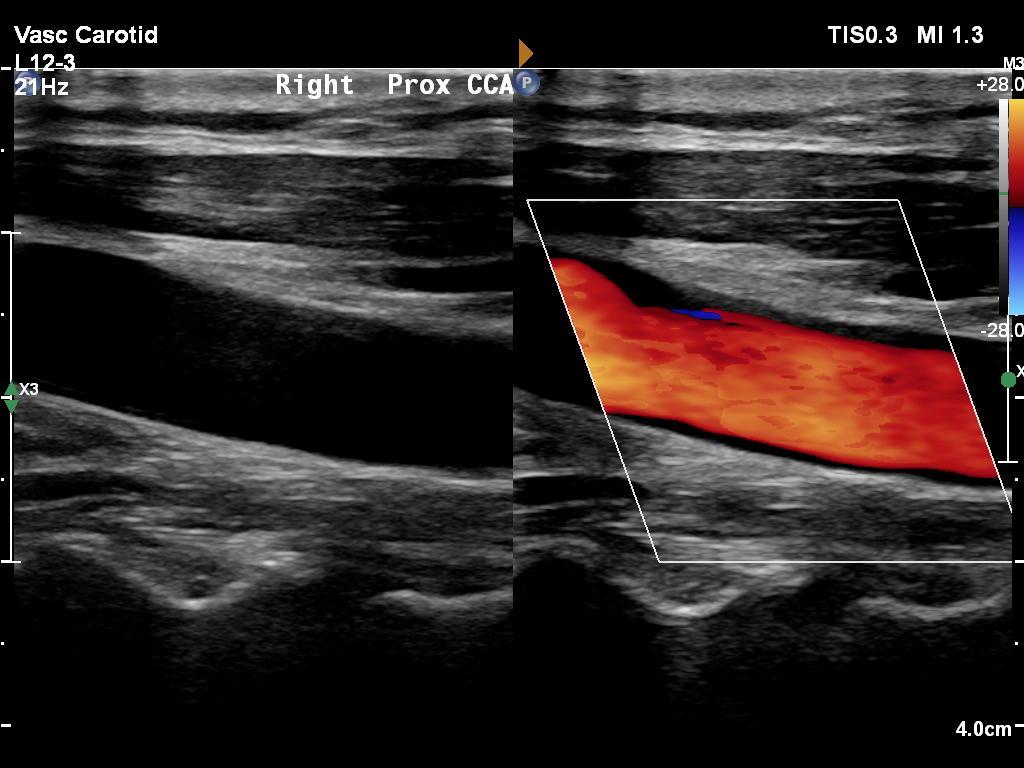 Vasc Carotid
TIS0.3 MI 1.3
L12-3
21Hz
Right Prox CCA
P
M3
+28.0
-28.0
X3
X
4.0cm